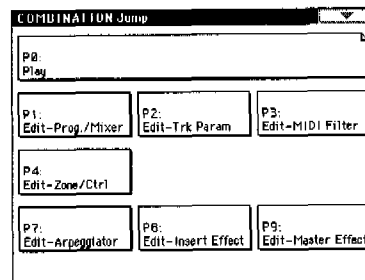 COMBINATION Jump
P0:
Play
P1:
Edit-Prog./Mixer
P2:
Edit-Trk Param
P3:
Edit-MIDI Filter
P4:
Edit-Zone/Ctrl
P7:
Edit-Arpeggiator
P8:
Edit-Insert Effect
P9:
Edit-Master Effect